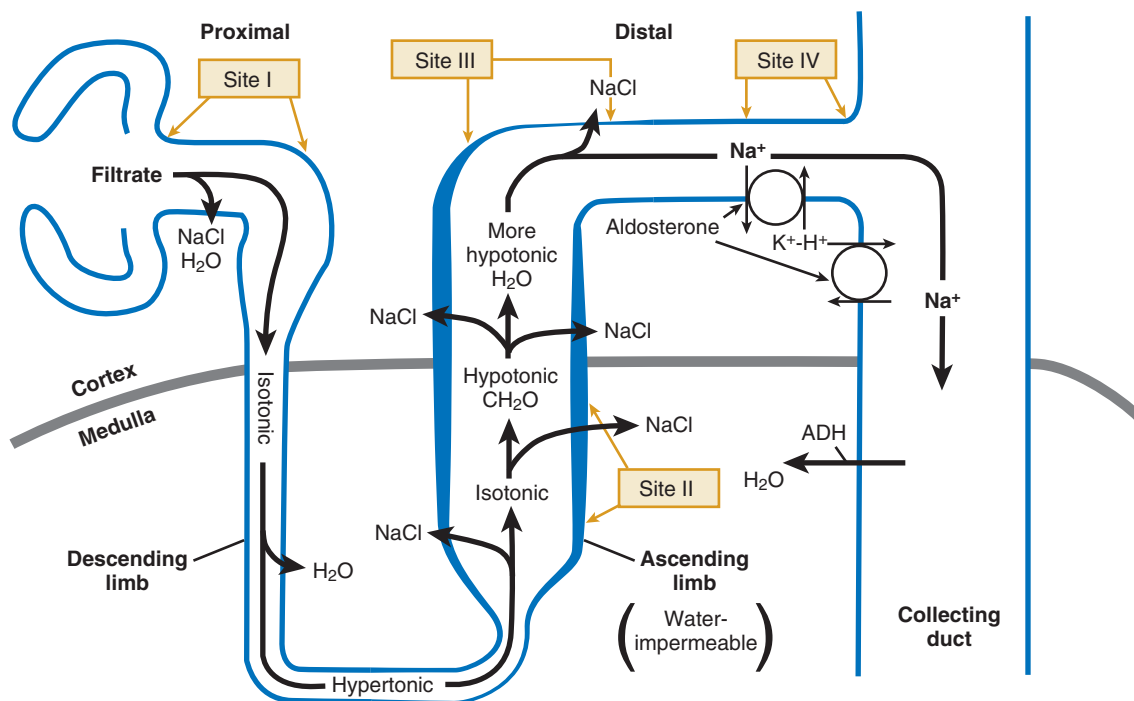 Proximal
Distal
Site I
Site III
Site IV
NaCl
Filtrate
Na⁺
NaCl
H₂O
More
hypotonic
H₂O
Aldosterone
K⁺-H⁺
NaCl
NaCl
Na⁺
Cortex
Medulla
Isotonic
Hypotonic
CH₂O
NaCl
ADH
H₂O
Isotonic
Site II
NaCl
Descending
limb
H₂O
Ascending
limb
(Water-
impermeable)
Collecting
duct
Hypertonic